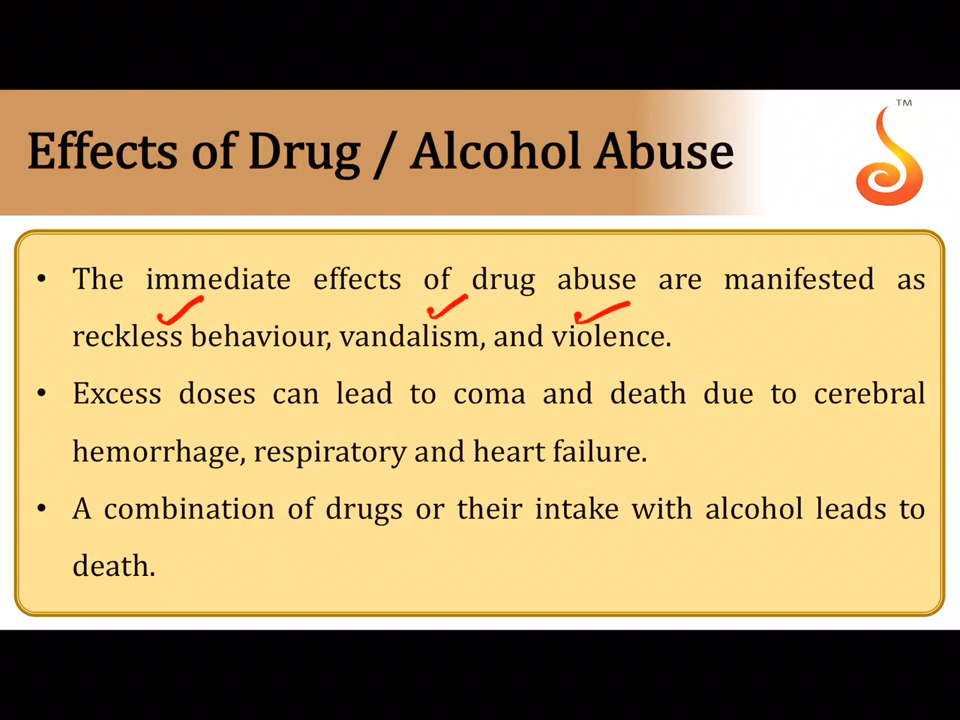 Effects of Drug / Alcohol Abuse
TM
• The immediate effects of drug abuse are manifested as
reckless behaviour, vandalism, and violence.
• Excess doses can lead to coma and death due to cerebral
hemorrhage, respiratory and heart failure.
• A combination of drugs or their intake with alcohol leads to
death.